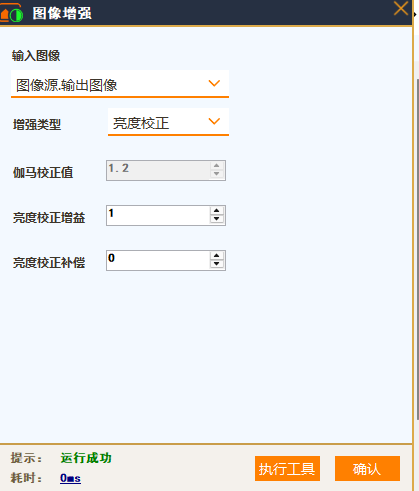 图像增强
输入图像
图像源.输出图像
增强类型 亮度校正
伽马校正值 1.2
亮度校正增益 1
亮度校正补偿 0
提示： 运行成功
耗时： 0ms
执行工具 确认